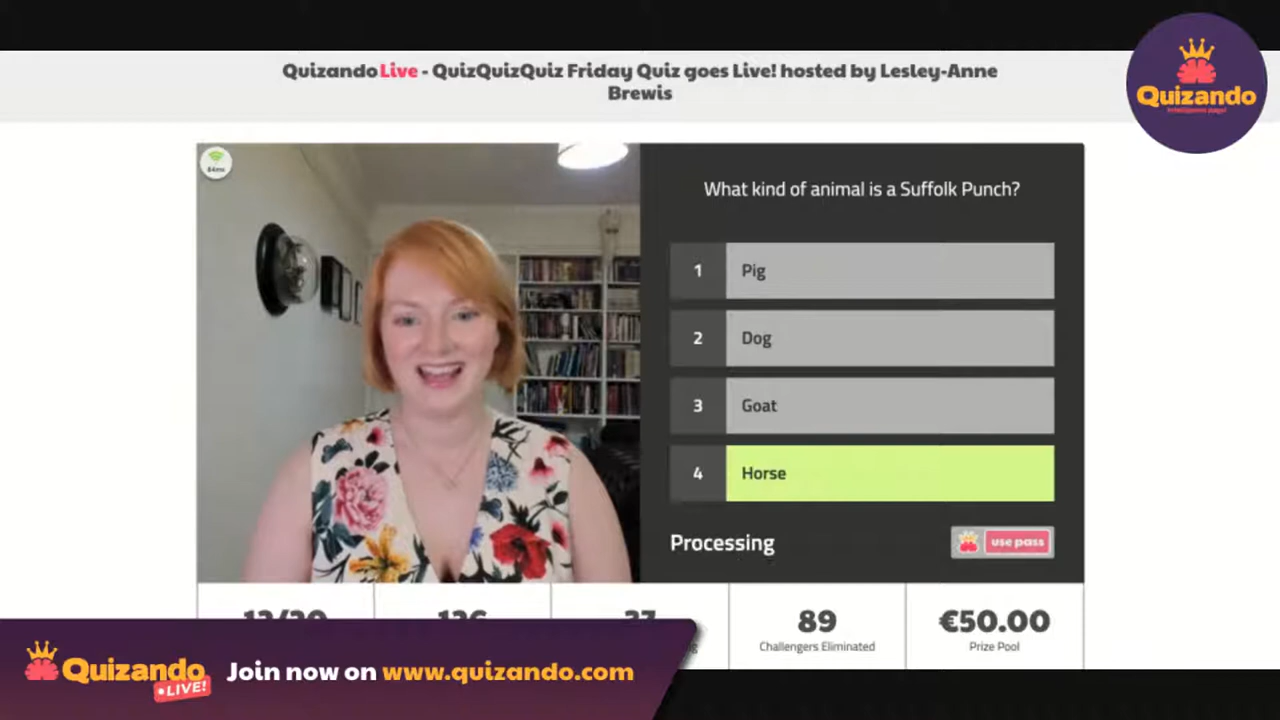 Quizando Live - QuizQuizQuiz Friday Quiz goes Live! hosted by Lesley-Anne
Brewis
Quizando
84ms
What kind of animal is a Suffolk Punch?
1 Pig
2 Dog
3 Goat
4 Horse
Processing
use pass
89
Challengers Eliminated
€50.00
Prize Pool
Quizando
LIVE!
Join now on www.quizando.com